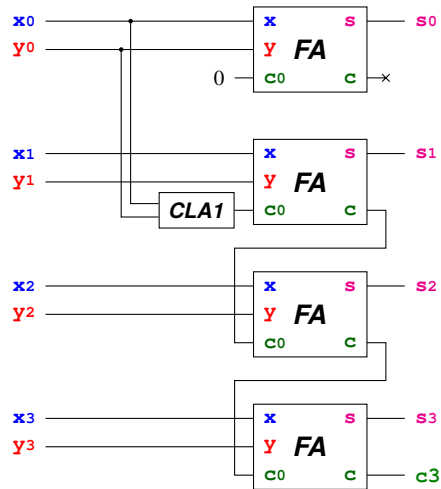 x0 x s s0
y0 y FA
0 c0 c ×
x1 x s s1
y1 y FA
CLA1 c0 c
x2 x s s2
y2 y FA
c0 c
x3 x s s3
y3 y FA
c0 c c3